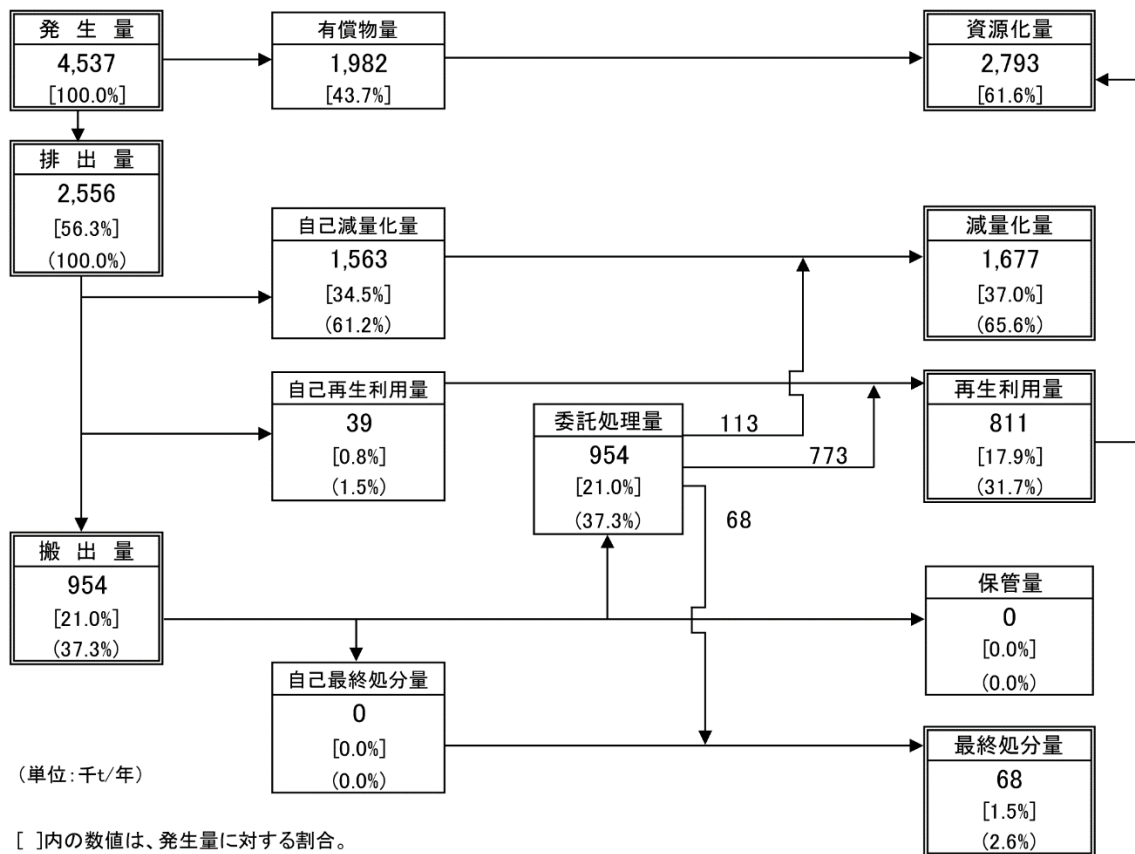 発 生 量
4,537
[100.0%]
有償物量
1,982
[43.7%]
資源化量
2,793
[61.6%]
排 出 量
2,556
[56.3%]
(100.0%)
自己減量化量
1,563
[34.5%]
(61.2%)
減量化量
1,677
[37.0%]
(65.6%)
自己再生利用量
39
[0.8%]
(1.5%)
委託処理量
954
[21.0%]
(37.3%)
113
773
68
再生利用量
811
[17.9%]
(31.7%)
搬 出 量
954
[21.0%]
(37.3%)
保管量
0
[0.0%]
(0.0%)
自己最終処分量
0
[0.0%]
(0.0%)
最終処分量
68
[1.5%]
(2.6%)
(単位:千t/年)
[ ]内の数値は、発生量に対する割合。